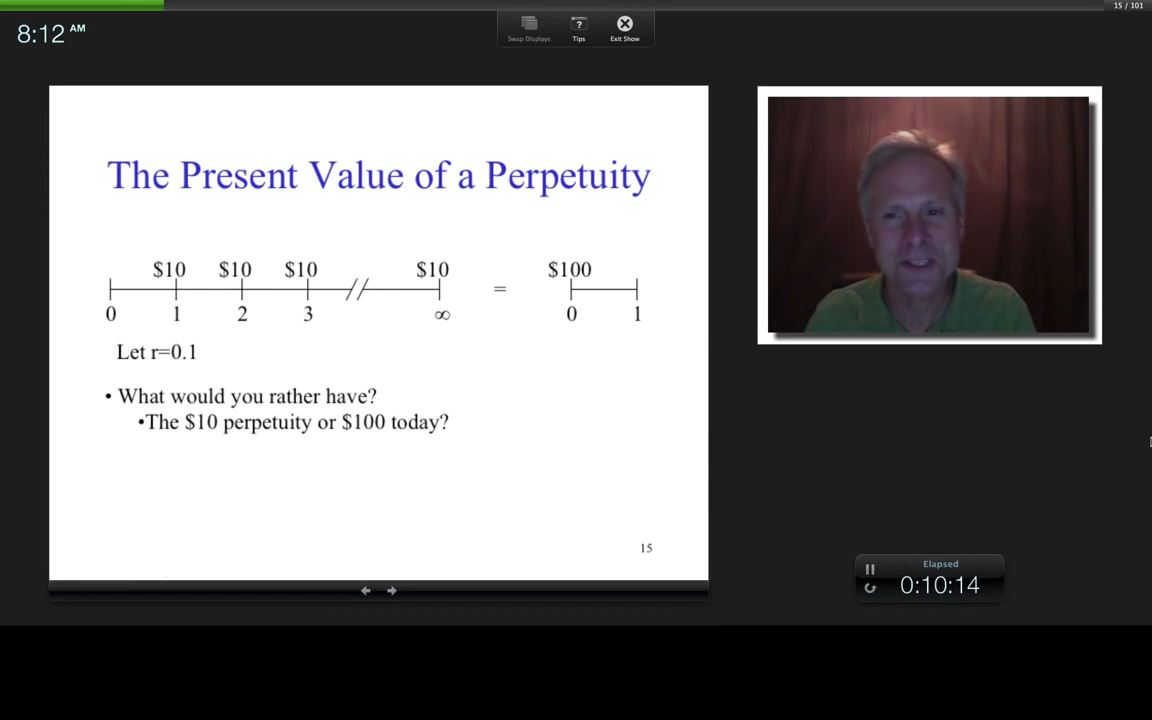 15 / 101
8:12 AM
Swap Displays
?
Tips
Exit Show
The Present Value of a Perpetuity
$10 $10 $10 $10 $100
=
0 1 2 3 ∞ 0 1
Let r=0.1
• What would you rather have?
•The $10 perpetuity or $100 today?
15
Elapsed
0:10:14